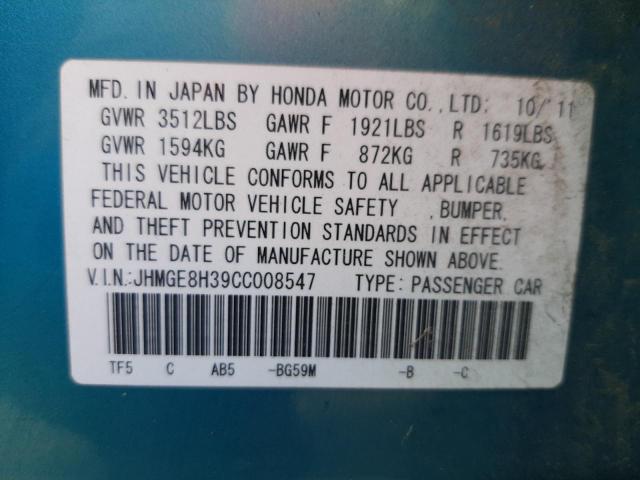 MFD. IN JAPAN BY HONDA MOTOR CO., LTD: 10/'11
GVWR 3512LBS GAWR F 1921LBS R 1619LBS
GVWR 1594KG GAWR F 872KG R 735KG
THIS VEHICLE CONFORMS TO ALL APPLICABLE
FEDERAL MOTOR VEHICLE SAFETY , BUMPER,
AND THEFT PREVENTION STANDARDS IN EFFECT
ON THE DATE OF MANUFACTURE SHOWN ABOVE.
V.I.N.:JHMGE8H39CC008547 TYPE: PASSENGER CAR
TF5 C AB5 -BG59M -B -C